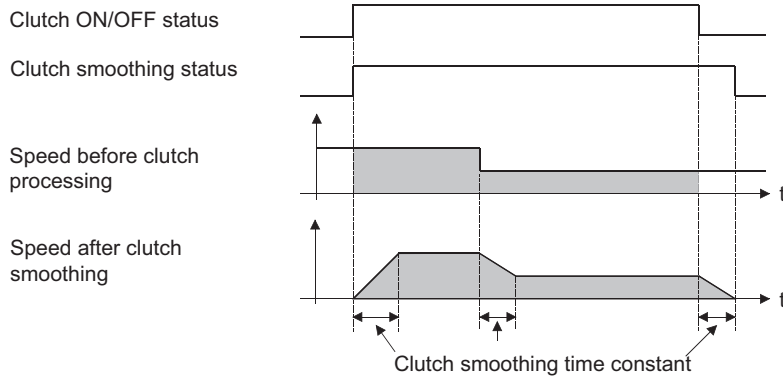 Clutch ON/OFF status
Clutch smoothing status
Speed before clutch
processing
t
Speed after clutch
smoothing
t
Clutch smoothing time constant